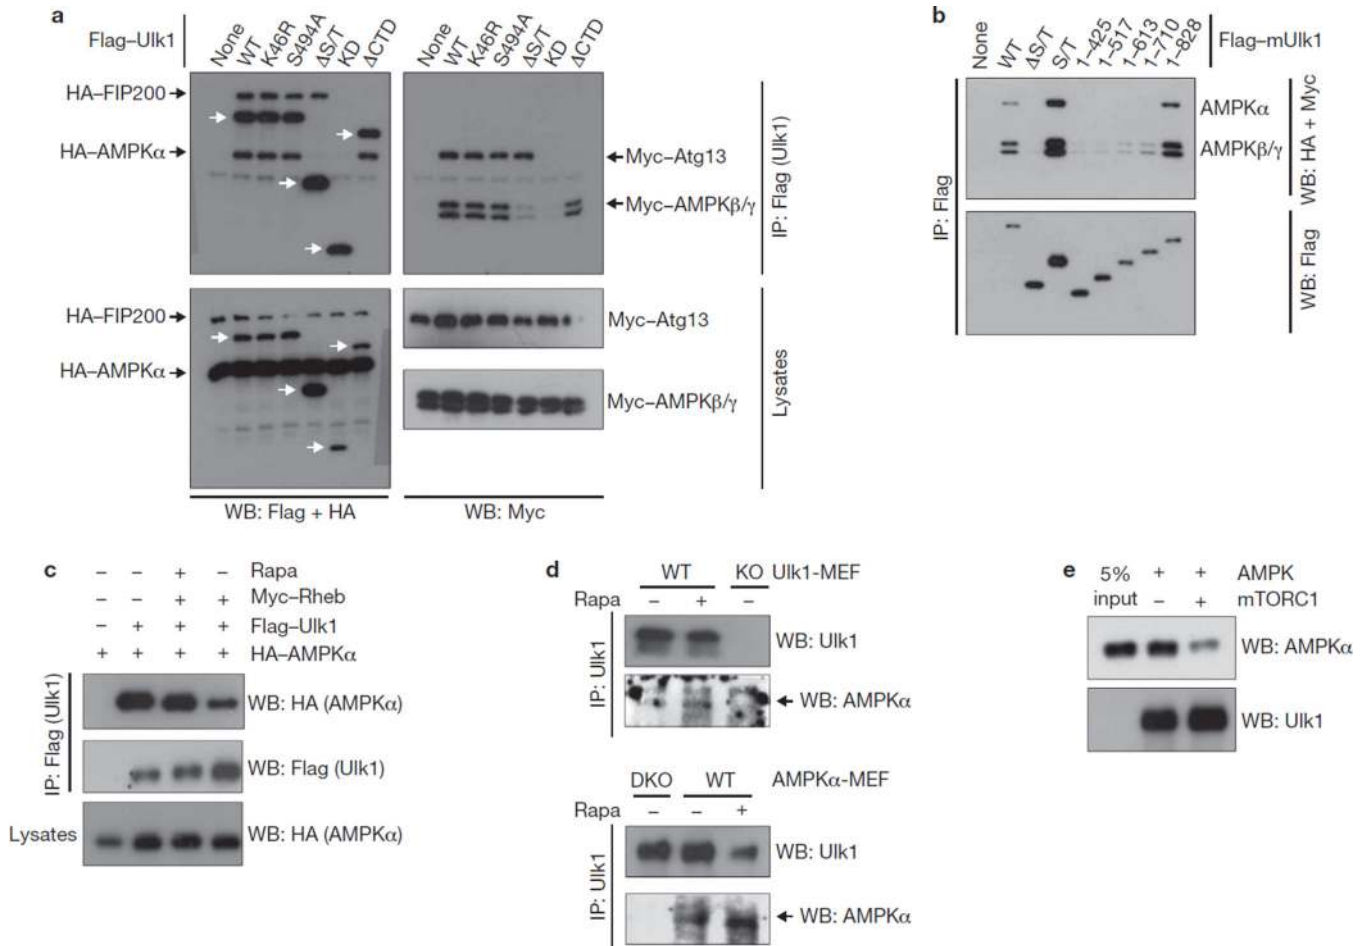 a
Flag–Ulk1
None
WT
K46R
S494A
ΔS/T
KD
ΔCTD
None
WT
K46R
S494A
ΔS/T
KD
ΔCTD
HA–FIP200
HA–AMPKα
Myc–Atg13
Myc–AMPKβ/γ
IP: Flag (Ulk1)
HA–FIP200
HA–AMPKα
Myc–Atg13
Myc–AMPKβ/γ
Lysates
WB: Flag + HA
WB: Myc
b
None
WT
ΔS/T
S/T
1–425
1–517
1–613
1–710
1–828
Flag–mUlk1
AMPKα
AMPKβ/γ
WB: HA + Myc
IP: Flag
WB: Flag
c
– – + – Rapa
– – + + Myc–Rheb
– + + + Flag–Ulk1
+ + + + HA–AMPKα
IP: Flag (Ulk1)
WB: HA (AMPKα)
WB: Flag (Ulk1)
Lysates WB: HA (AMPKα)
d
WT KO Ulk1-MEF
Rapa – + –
IP: Ulk1
WB: Ulk1
WB: AMPKα
DKO WT AMPKα-MEF
Rapa – – +
IP: Ulk1
WB: Ulk1
WB: AMPKα
e
5% input
+ + AMPK
– + mTORC1
WB: AMPKα
WB: Ulk1